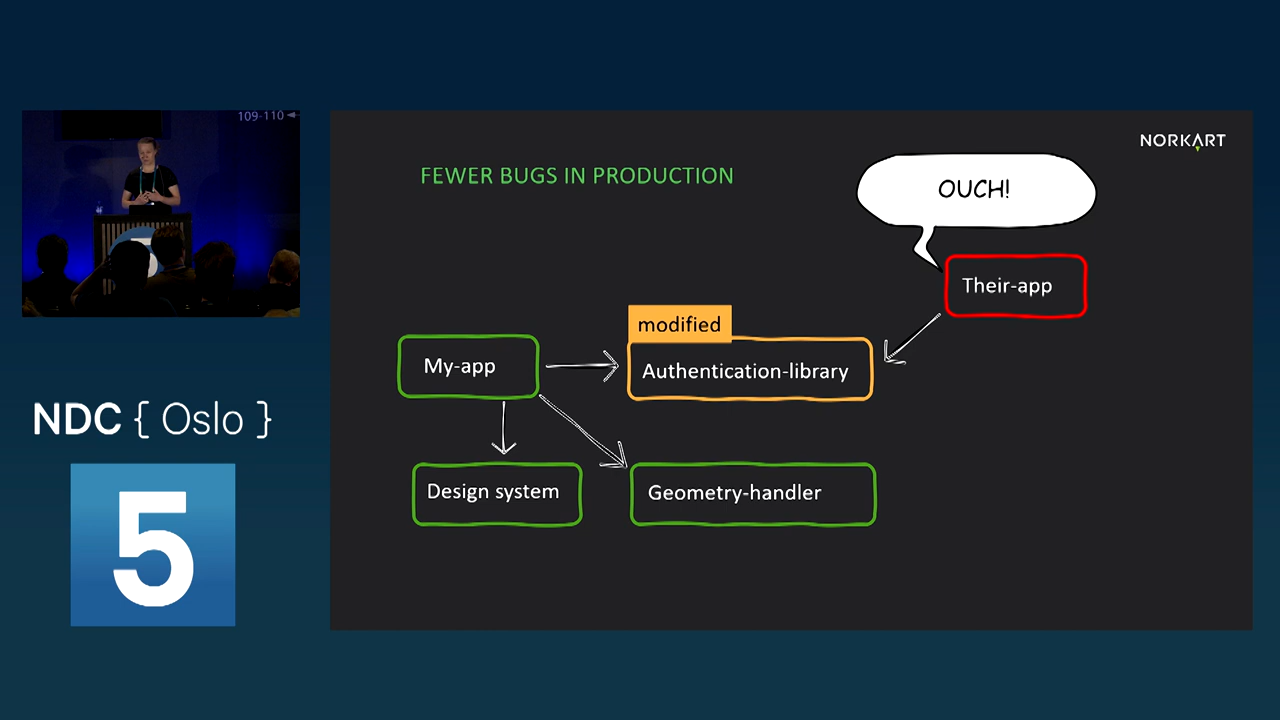 109-110
NORKART
FEWER BUGS IN PRODUCTION
OUCH!
Their-app
modified
My-app
Authentication-library
Design system
Geometry-handler
NDC { Oslo }
5
5